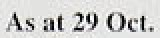 As at 29 Oct.